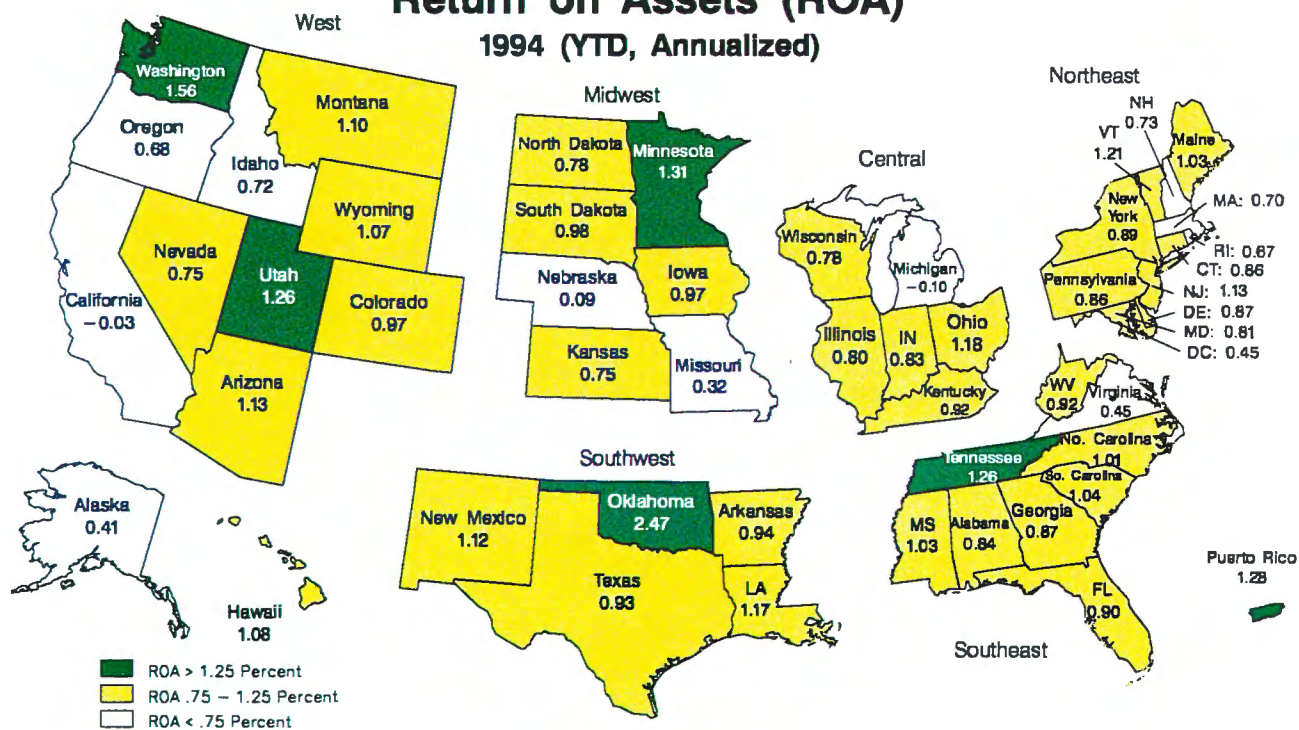 Return on Assets (ROA)
1994 (YTD, Annualized)
West
Washington
1.56
Oregon
0.68
Idaho
0.72
Montana
1.10
Wyoming
1.07
Nevada
0.75
Utah
1.26
Colorado
0.97
California
-0.03
Arizona
1.13
Alaska
0.41
Hawaii
1.08
Midwest
North Dakota
0.78
Minnesota
1.31
South Dakota
0.98
Nebraska
0.09
Iowa
0.97
Kansas
0.75
Missouri
0.32
Central
Wisconsin
0.78
Michigan
-0.10
Illinois
0.80
IN
0.83
Ohio
1.18
Kentucky
0.92
Northeast
NH
0.73
VT
1.21
Maine
1.03
New
York
0.89
MA: 0.70
RI: 0.67
CT: 0.86
NJ: 1.13
DE: 0.87
MD: 0.81
DC: 0.45
Pennsylvania
0.86
Southwest
New Mexico
1.12
Oklahoma
2.47
Arkansas
0.94
Texas
0.93
LA
1.17
WV
0.92
Virginia
0.45
No. Carolina
1.01
Tennessee
1.26
So. Carolina
1.04
MS
1.03
Alabama
0.84
Georgia
0.87
FL
0.90
Southeast
Puerto Rico
1.28
ROA > 1.25 Percent
ROA .75 - 1.25 Percent
ROA < .75 Percent